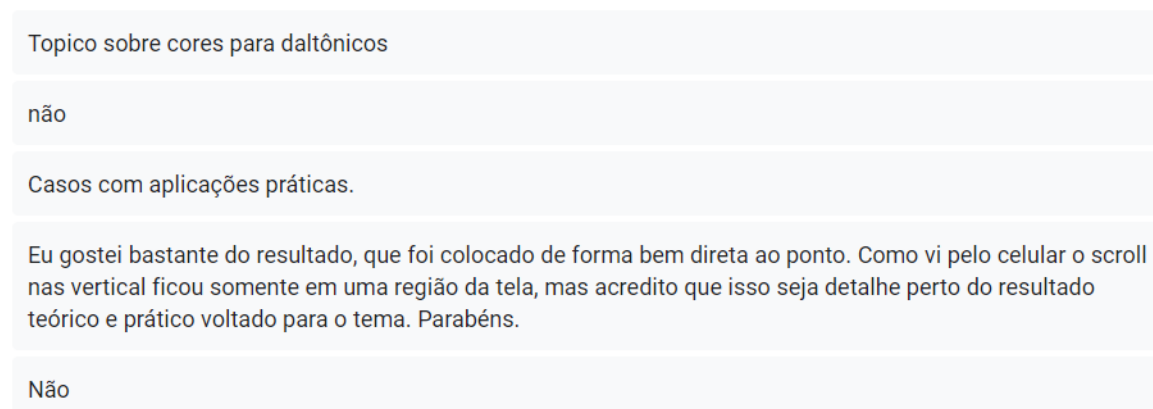 Topico sobre cores para daltônicos
não
Casos com aplicações práticas.
Eu gostei bastante do resultado, que foi colocado de forma bem direta ao ponto. Como vi pelo celular o scroll
nas vertical ficou somente em uma região da tela, mas acredito que isso seja detalhe perto do resultado
teórico e prático voltado para o tema. Parabéns.
Não